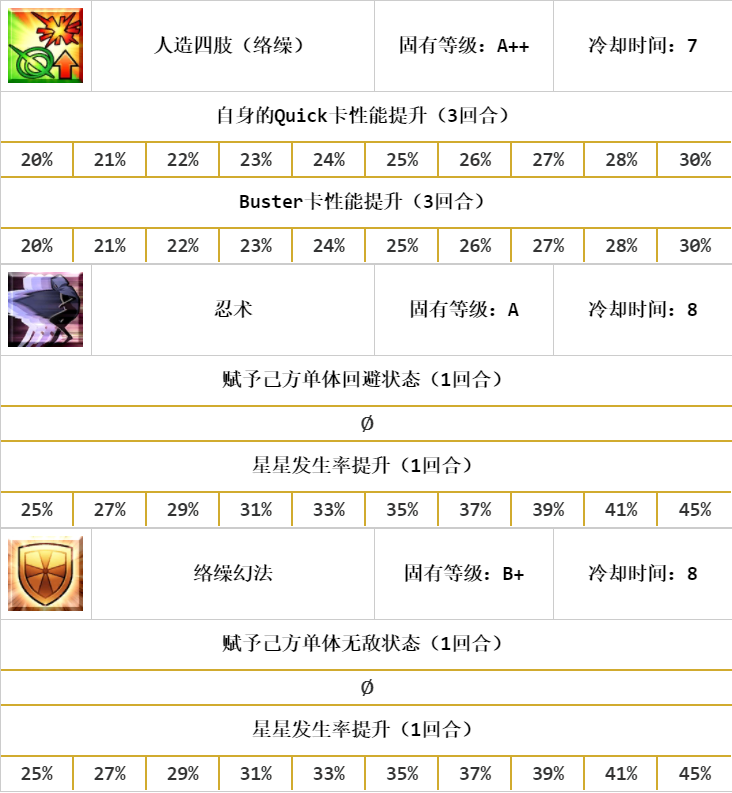 人造四肢（络繰） 固有等级：A++ 冷却时间：7
自身的Quick卡性能提升（3回合）
20% 21% 22% 23% 24% 25% 26% 27% 28% 30%
Buster卡性能提升（3回合）
20% 21% 22% 23% 24% 25% 26% 27% 28% 30%
忍术 固有等级：A 冷却时间：8
赋予己方单体回避状态（1回合）
Ø
星星发生率提升（1回合）
25% 27% 29% 31% 33% 35% 37% 39% 41% 45%
络繰幻法 固有等级：B+ 冷却时间：8
赋予己方单体无敌状态（1回合）
Ø
星星发生率提升（1回合）
25% 27% 29% 31% 33% 35% 37% 39% 41% 45%